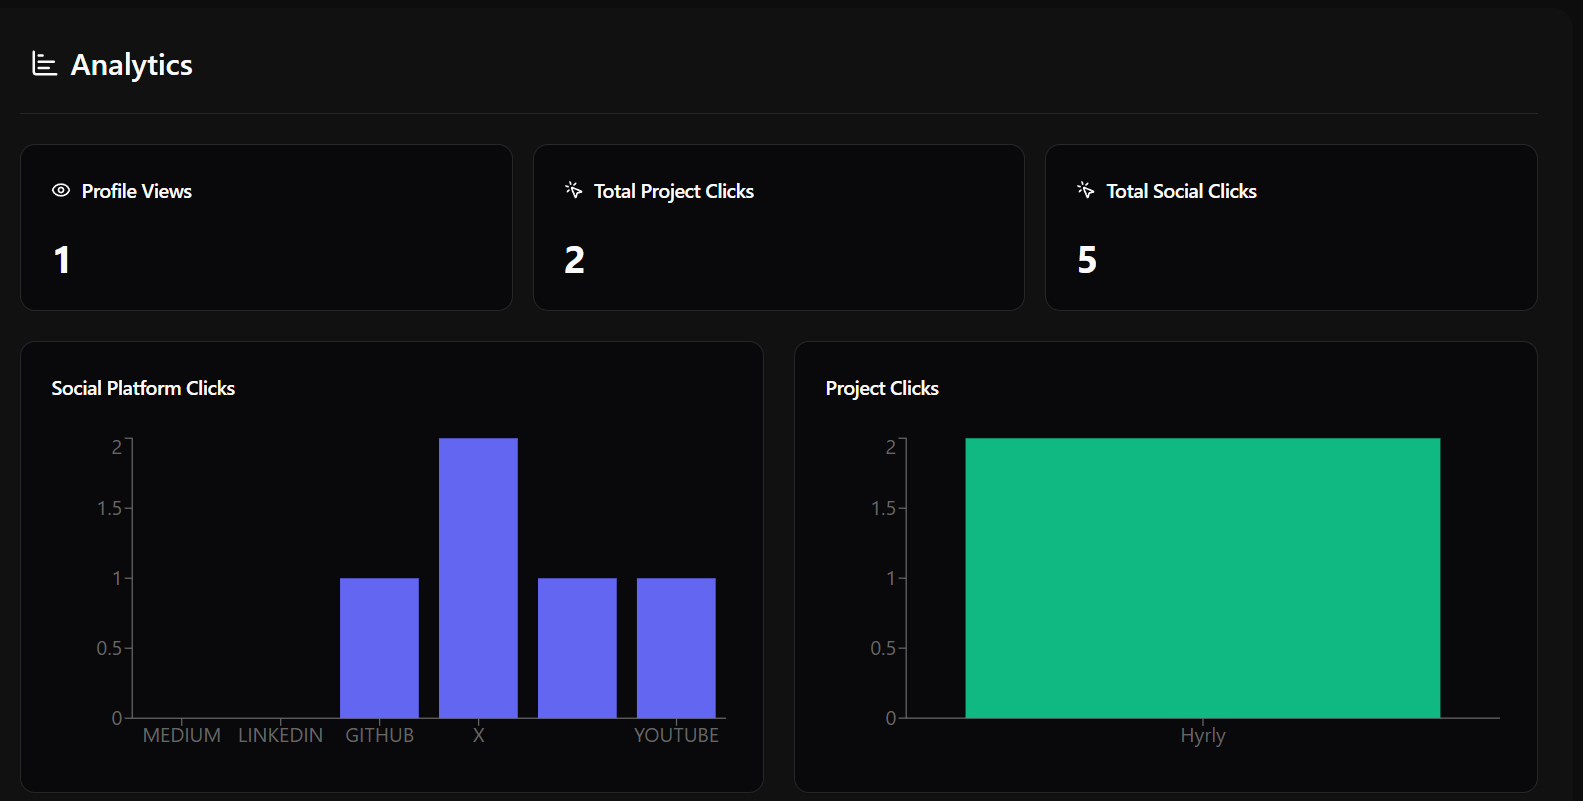 Analytics
Profile Views
1
Total Project Clicks
2
Total Social Clicks
5
Social Platform Clicks
2
1.5
1
0.5
0
MEDIUM LINKEDIN GITHUB X YOUTUBE
Project Clicks
2
1.5
1
0.5
0
Hyrly